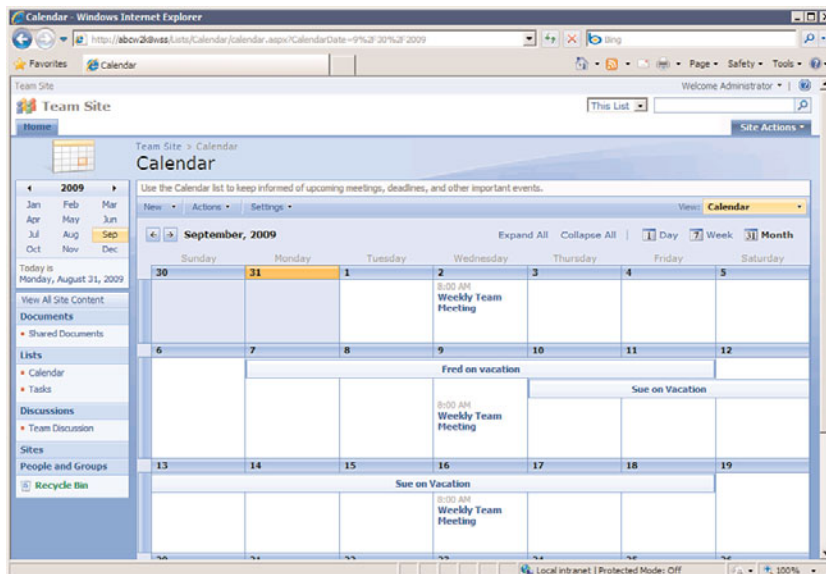 Calendar - Windows Internet Explorer
http://abcw2k8wss/Lists/Calendar/calendar.aspx?CalendarDate=9%2F30%2F2009
Bing
Favorites Calendar Page Safety Tools
Team Site Welcome Administrator
Team Site This List
Home Site Actions
Team Site > Calendar
Calendar
2009
Jan Feb Mar
Apr May Jun
Jul Aug Sep
Oct Nov Dec
Today is
Monday, August 31, 2009
View All Site Content
Documents
Shared Documents
Lists
Calendar
Tasks
Discussions
Team Discussion
Sites
People and Groups
Recycle Bin
Use the Calendar list to keep informed of upcoming meetings, deadlines, and other important events.
New Actions Settings View: Calendar
September, 2009 Expand All Collapse All | 1 Day 7 Week 31 Month
Sunday Monday Tuesday Wednesday Thursday Friday Saturday
30 31 1 2 3 4 5
8:00 AM
Weekly Team
Meeting
6 7 8 9 10 11 12
Fred on vacation
Sue on Vacation
8:00 AM
Weekly Team
Meeting
13 14 15 16 17 18 19
Sue on Vacation
8:00 AM
Weekly Team
Meeting
Local intranet | Protected Mode: Off 100%